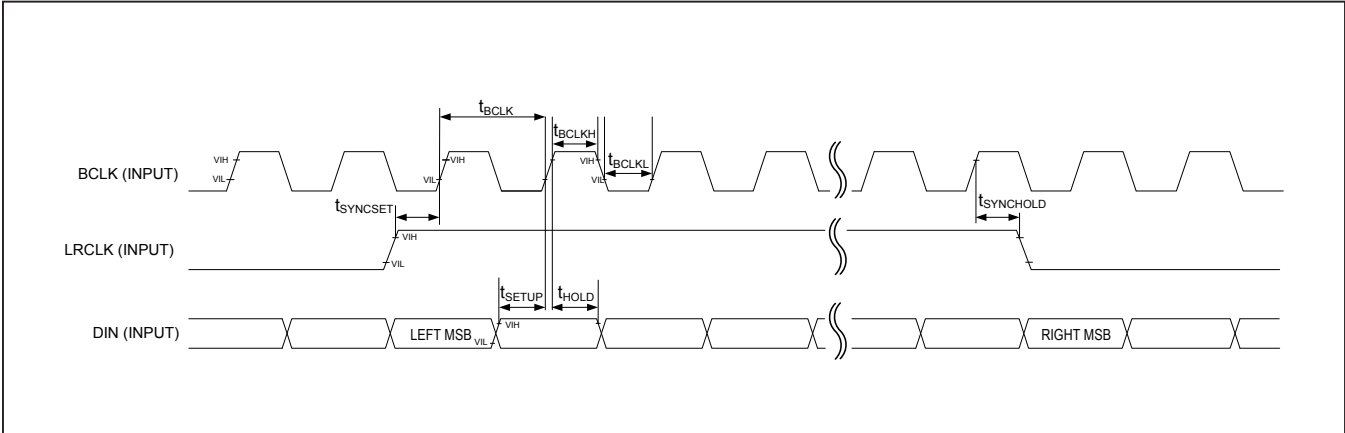 tBCLK
tBCLKH
VIH
VIL
VIH
VIL
VIH
VIL
tBCLKL
BCLK (INPUT)
tSYNCSET
tSYNCHOLD
VIH
VIL
LRCLK (INPUT)
tSETUP
tHOLD
VIH
VIL
DIN (INPUT)
LEFT MSB
RIGHT MSB